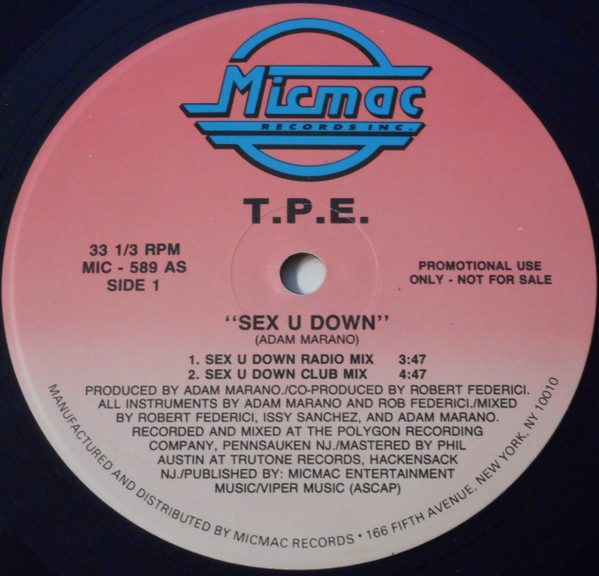 Micmac
RECORDS INC.
T.P.E.
33 1/3 RPM
MIC - 589 AS
SIDE 1
PROMOTIONAL USE
ONLY - NOT FOR SALE
"SEX U DOWN"
(ADAM MARANO)
1. SEX U DOWN RADIO MIX 3:47
2. SEX U DOWN CLUB MIX 4:47
PRODUCED BY ADAM MARANO./CO-PRODUCED BY ROBERT FEDERICI.
ALL INSTRUMENTS BY ADAM MARANO AND ROB FEDERICI./MIXED
BY ROBERT FEDERICI, ISSY SANCHEZ, AND ADAM MARANO.
RECORDED AND MIXED AT THE POLYGON RECORDING
COMPANY, PENNSAUKEN NJ./MASTERED BY PHIL
AUSTIN AT TRUTONE RECORDS, HACKENSACK
NJ./PUBLISHED BY: MICMAC ENTERTAINMENT
MUSIC/VIPER MUSIC (ASCAP)
MANUFACTURED AND DISTRIBUTED BY MICMAC RECORDS • 166 FIFTH AVENUE, NEW YORK, NY 10010